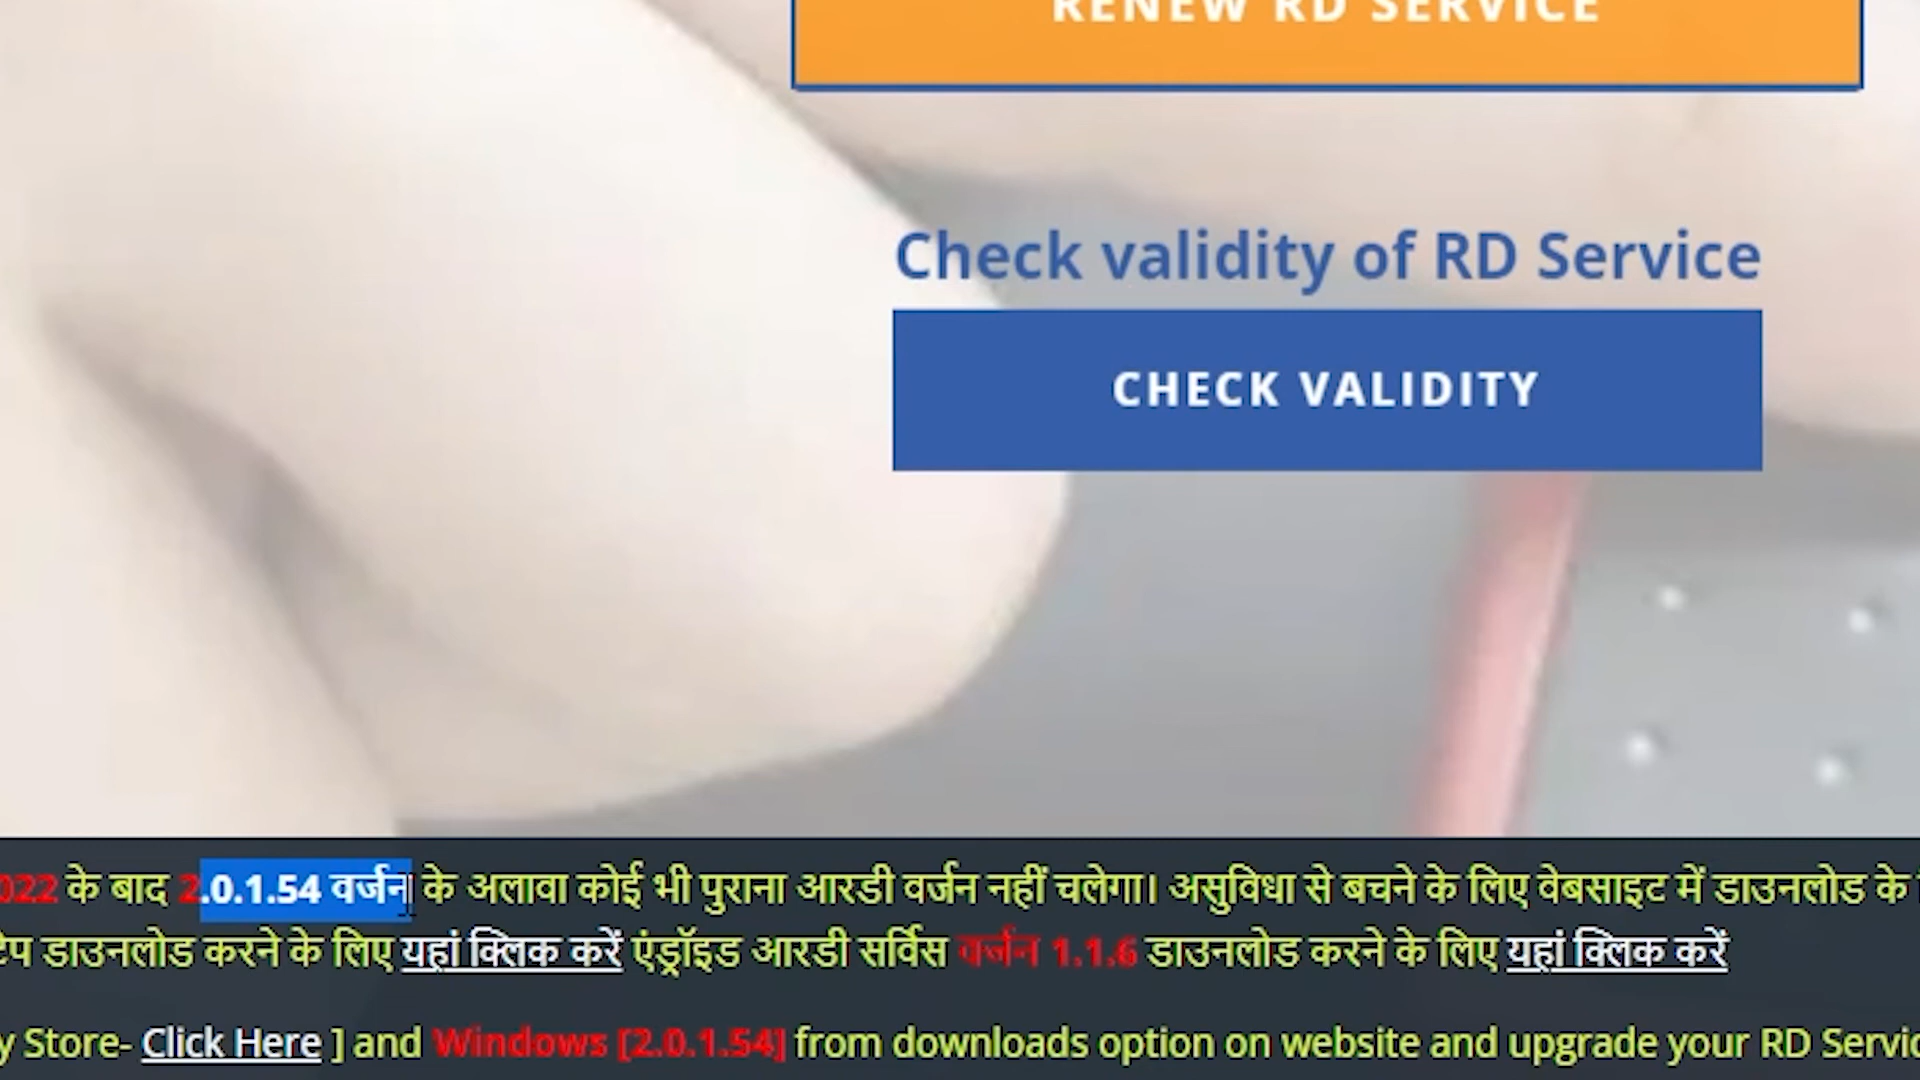 RENEW RD SERVICE
Check validity of RD Service
CHECK VALIDITY
022 के बाद 2.0.1.54 वर्जन के अलावा कोई भी पुराना आरडी वर्जन नहीं चलेगा। असुविधा से बचने के लिए वेबसाइट में डाउनलोड के
डाउनलोड करने के लिए यहां क्लिक करें एंड्रॉइड आरडी सर्विस वर्जन 1.1.6 डाउनलोड करने के लिए यहां क्लिक करें
y Store- Click Here ] and Windows [2.0.1.54] from downloads option on website and upgrade your RD Servic